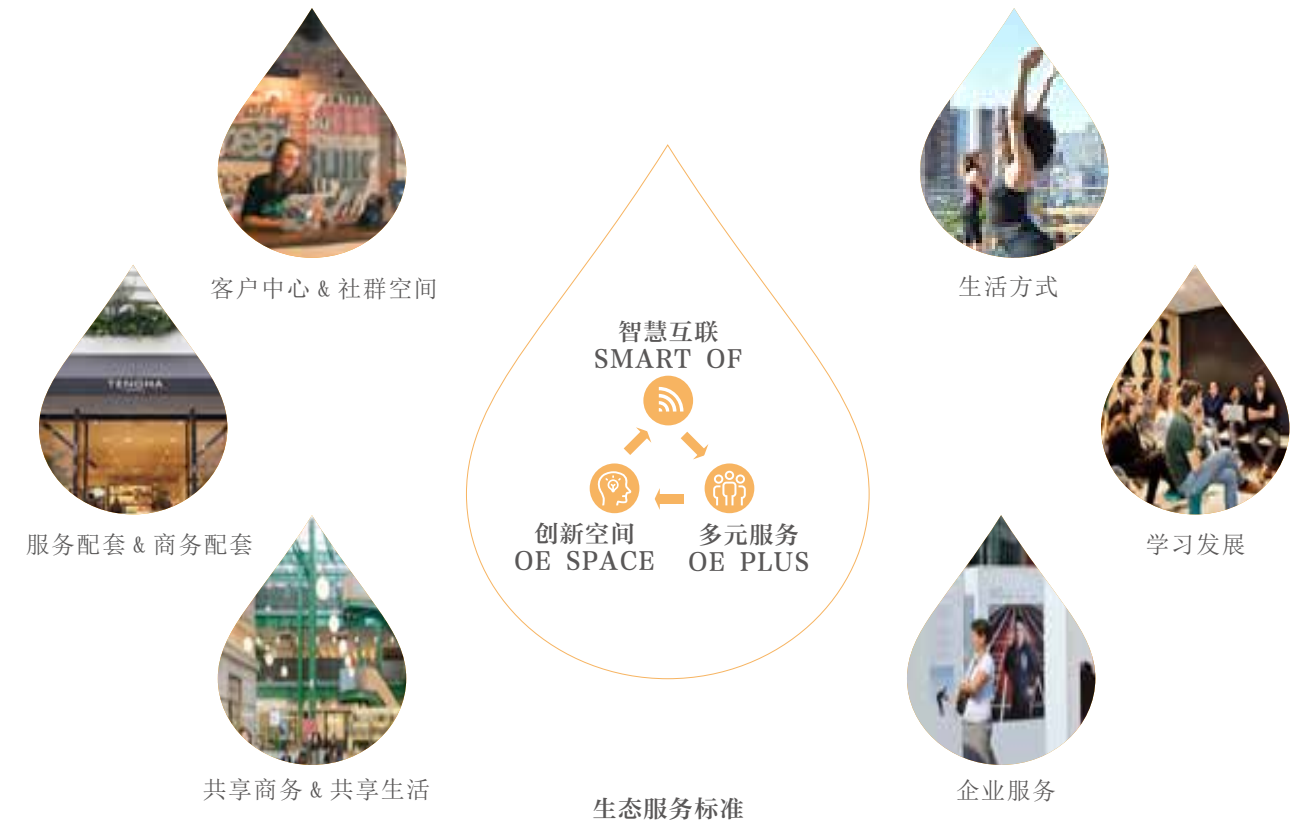 客户中心 & 社群空间
生活方式
智慧互联
SMART OF
TENOHA
创新空间
OE SPACE
多元服务
OE PLUS
服务配套 & 商务配套
学习发展
共享商务 & 共享生活
企业服务
生态服务标准